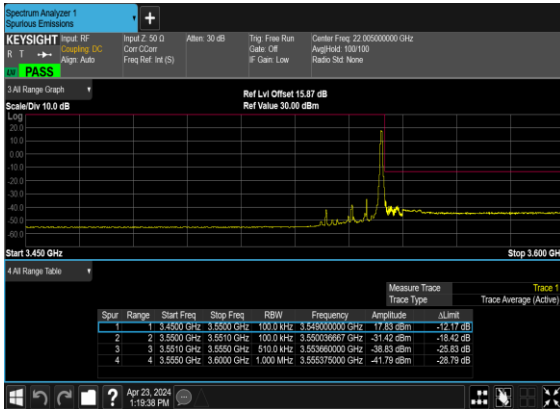 Spectrum Analyzer 1
Spurious Emissions
KEYSIGHT Input: RF Input Z: 50 Ω Atten: 30 dB Trig: Free Run Center Freq: 22.005000000 GHz
R T Coupling: DC Corr CCorr Gate: Off Avg|Hold: 100/100
Align: Auto Freq Ref: Int (S) IF Gain: Low Radio Std: None
PASS
3 All Range Graph
Ref Lvl Offset 15.87 dB
Scale/Div 10.0 dB Ref Value 30.00 dBm
Log
20.0
10.0
0.00
-10.0
-20.0
-30.0
-40.0
-50.0
-60.0
Start 3.450 GHz Stop 3.600 GH
4 All Range Table
Measure Trace Trace 1
Trace Type Trace Average (Active)
Spur Range Start Freq Stop Freq RBW Frequency Amplitude ΔLimit
1 1 3.4500 GHz 3.5500 GHz 100.0 kHz 3.549000000 GHz 17.83 dBm -12.17 dB
2 2 3.5500 GHz 3.5510 GHz 100.0 kHz 3.550036667 GHz -31.42 dBm -18.42 dB
3 3 3.5510 GHz 3.5550 GHz 510.0 kHz 3.553660000 GHz -38.83 dBm -25.83 dB
4 4 3.5550 GHz 3.6000 GHz 1.000 MHz 3.555375000 GHz -41.79 dBm -28.79 dB
Apr 23, 2024
1:19:38 PM